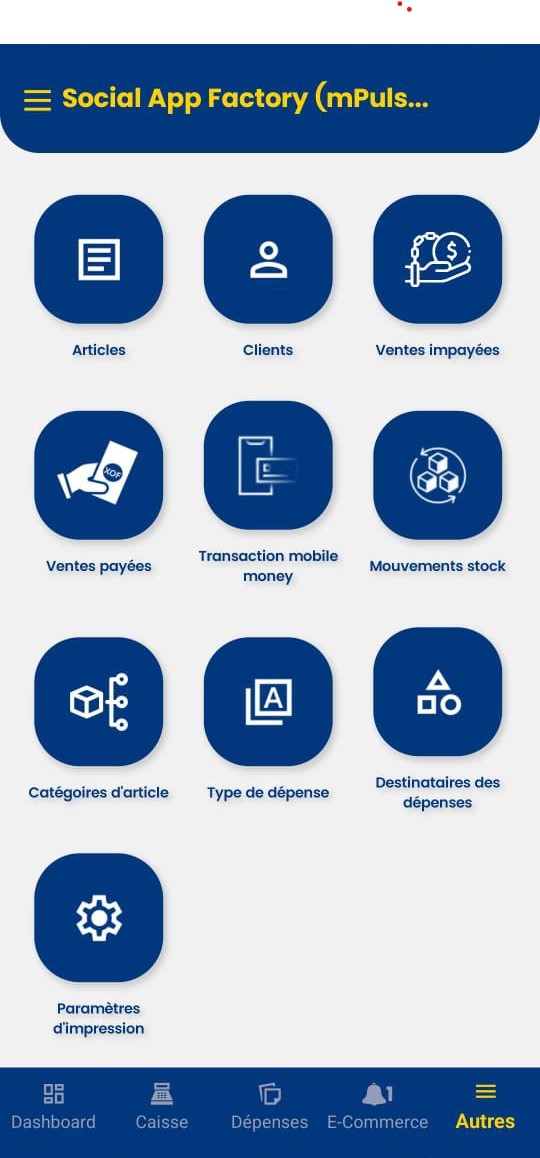 Social App Factory (mPuls...
Articles
Clients
Ventes impayées
$
XOF
Ventes payées
Transaction mobile
money
Mouvements stock
A
Catégoires d'article
Type de dépense
Destinataires des
dépenses
Paramètres
d'impression
1
Dashboard
Caisse
Dépenses
E-Commerce
Autres